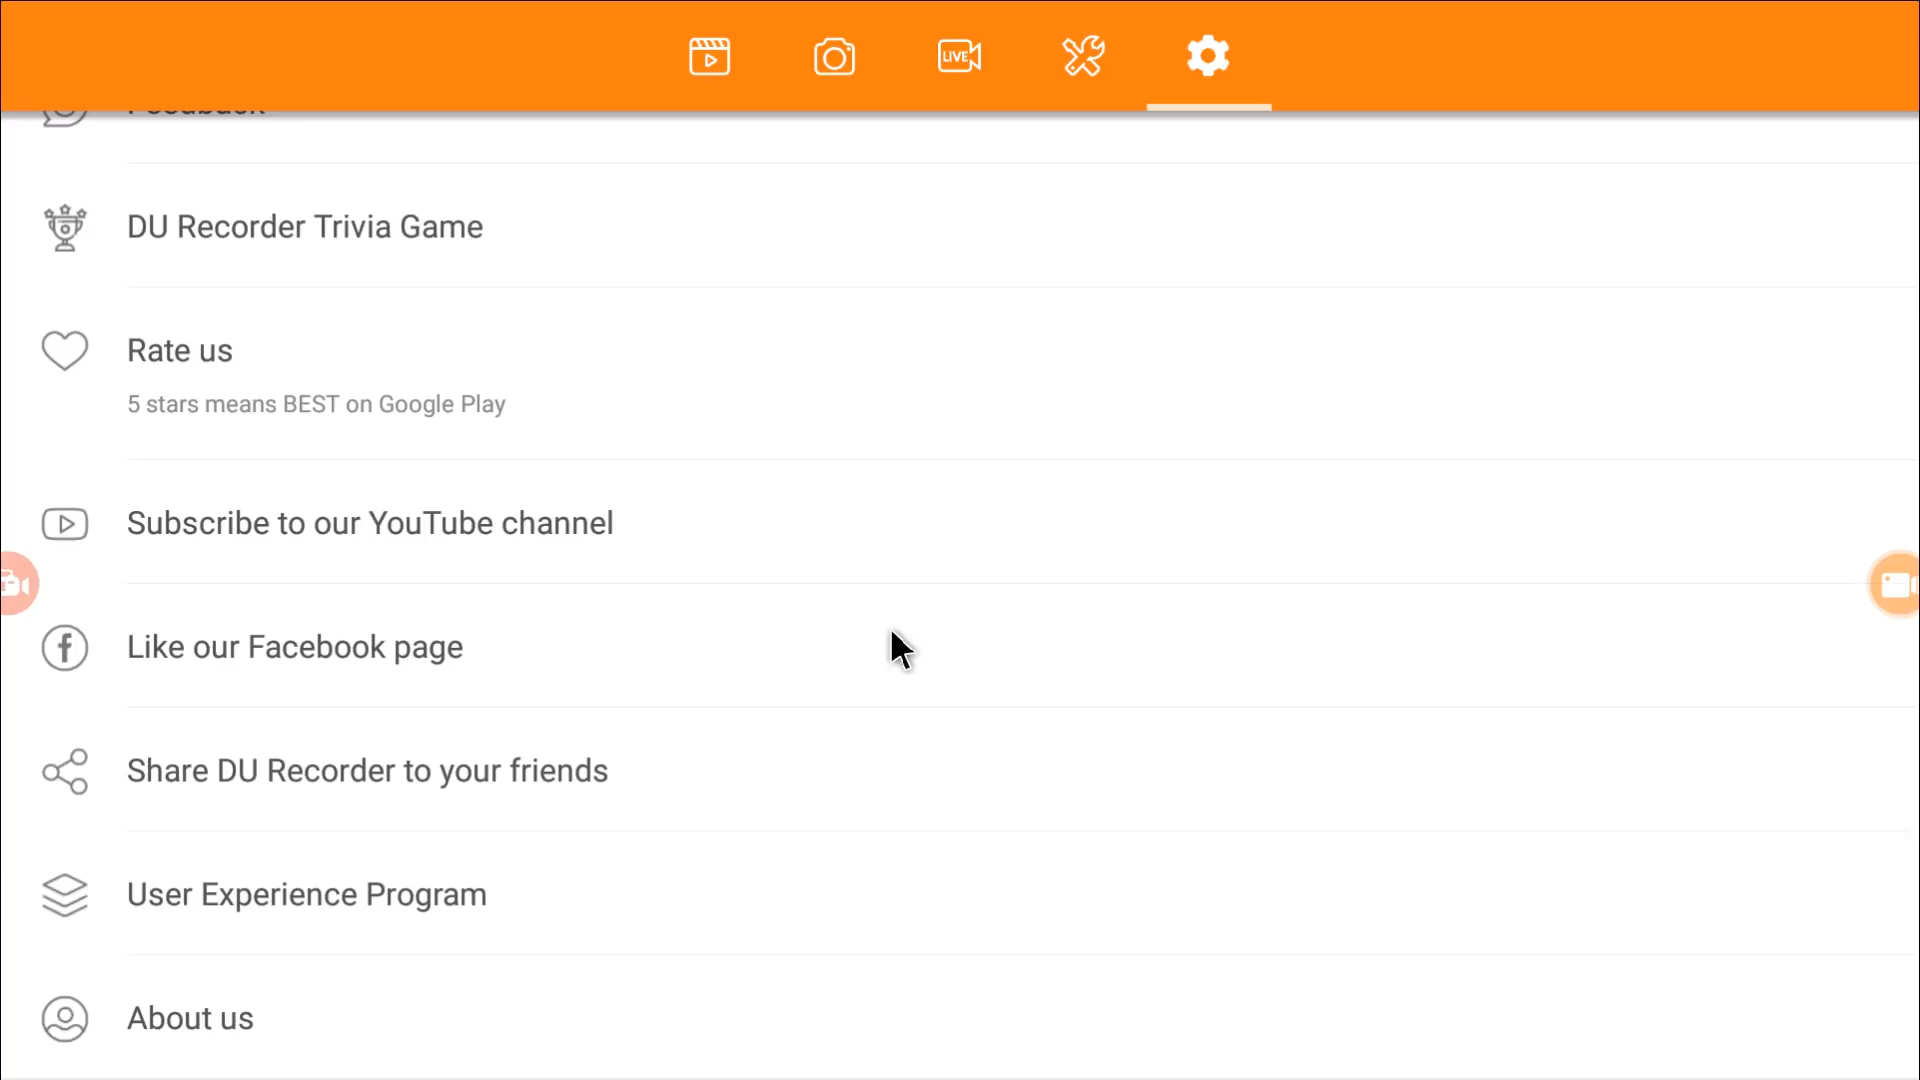 LIVE
Feedback
DU Recorder Trivia Game
Rate us
5 stars means BEST on Google Play
Subscribe to our YouTube channel
Like our Facebook page
Share DU Recorder to your friends
User Experience Program
About us